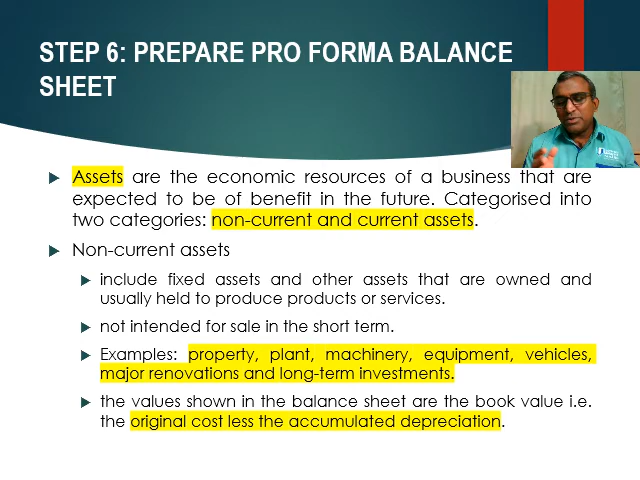 STEP 6: PREPARE PRO FORMA BALANCE
SHEET
Assets are the economic resources of a business that are
expected to be of benefit in the future. Categorised into
two categories: non-current and current assets.
Non-current assets
include fixed assets and other assets that are owned and
usually held to produce products or services.
not intended for sale in the short term.
Examples: property, plant, machinery, equipment, vehicles,
major renovations and long-term investments.
the values shown in the balance sheet are the book value i.e.
the original cost less the accumulated depreciation.